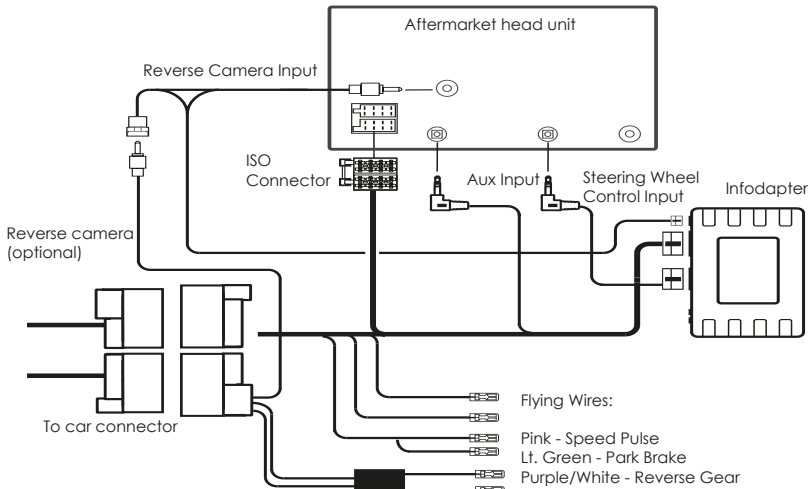 Aftermarket head unit
Reverse Camera Input
ISO
Connector
Aux Input
Steering Wheel
Control Input
Infodapter
Reverse camera
(optional)
To car connector
Flying Wires:
Pink - Speed Pulse
Lt. Green - Park Brake
Purple/White - Reverse Gear